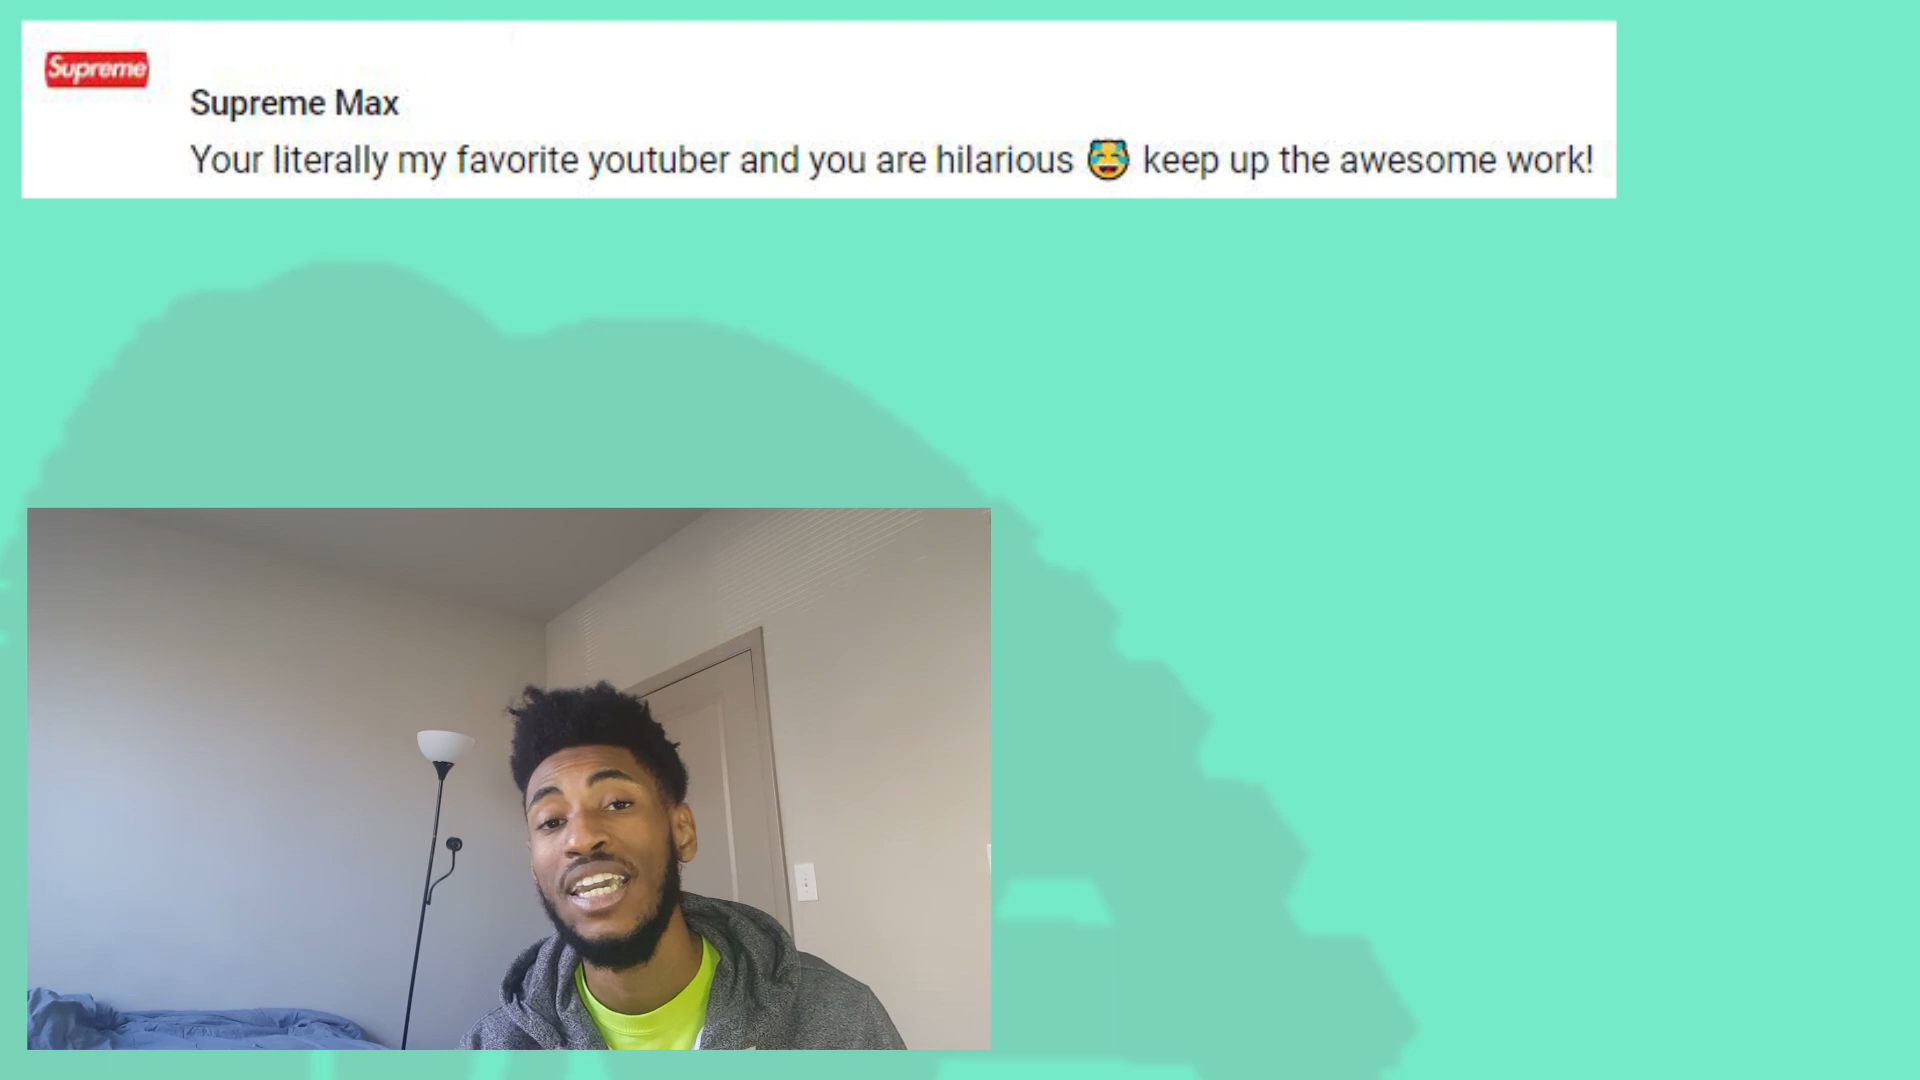 Supreme
Supreme Max
Your literally my favorite youtuber and you are hilarious 😹 keep up the awesome work!